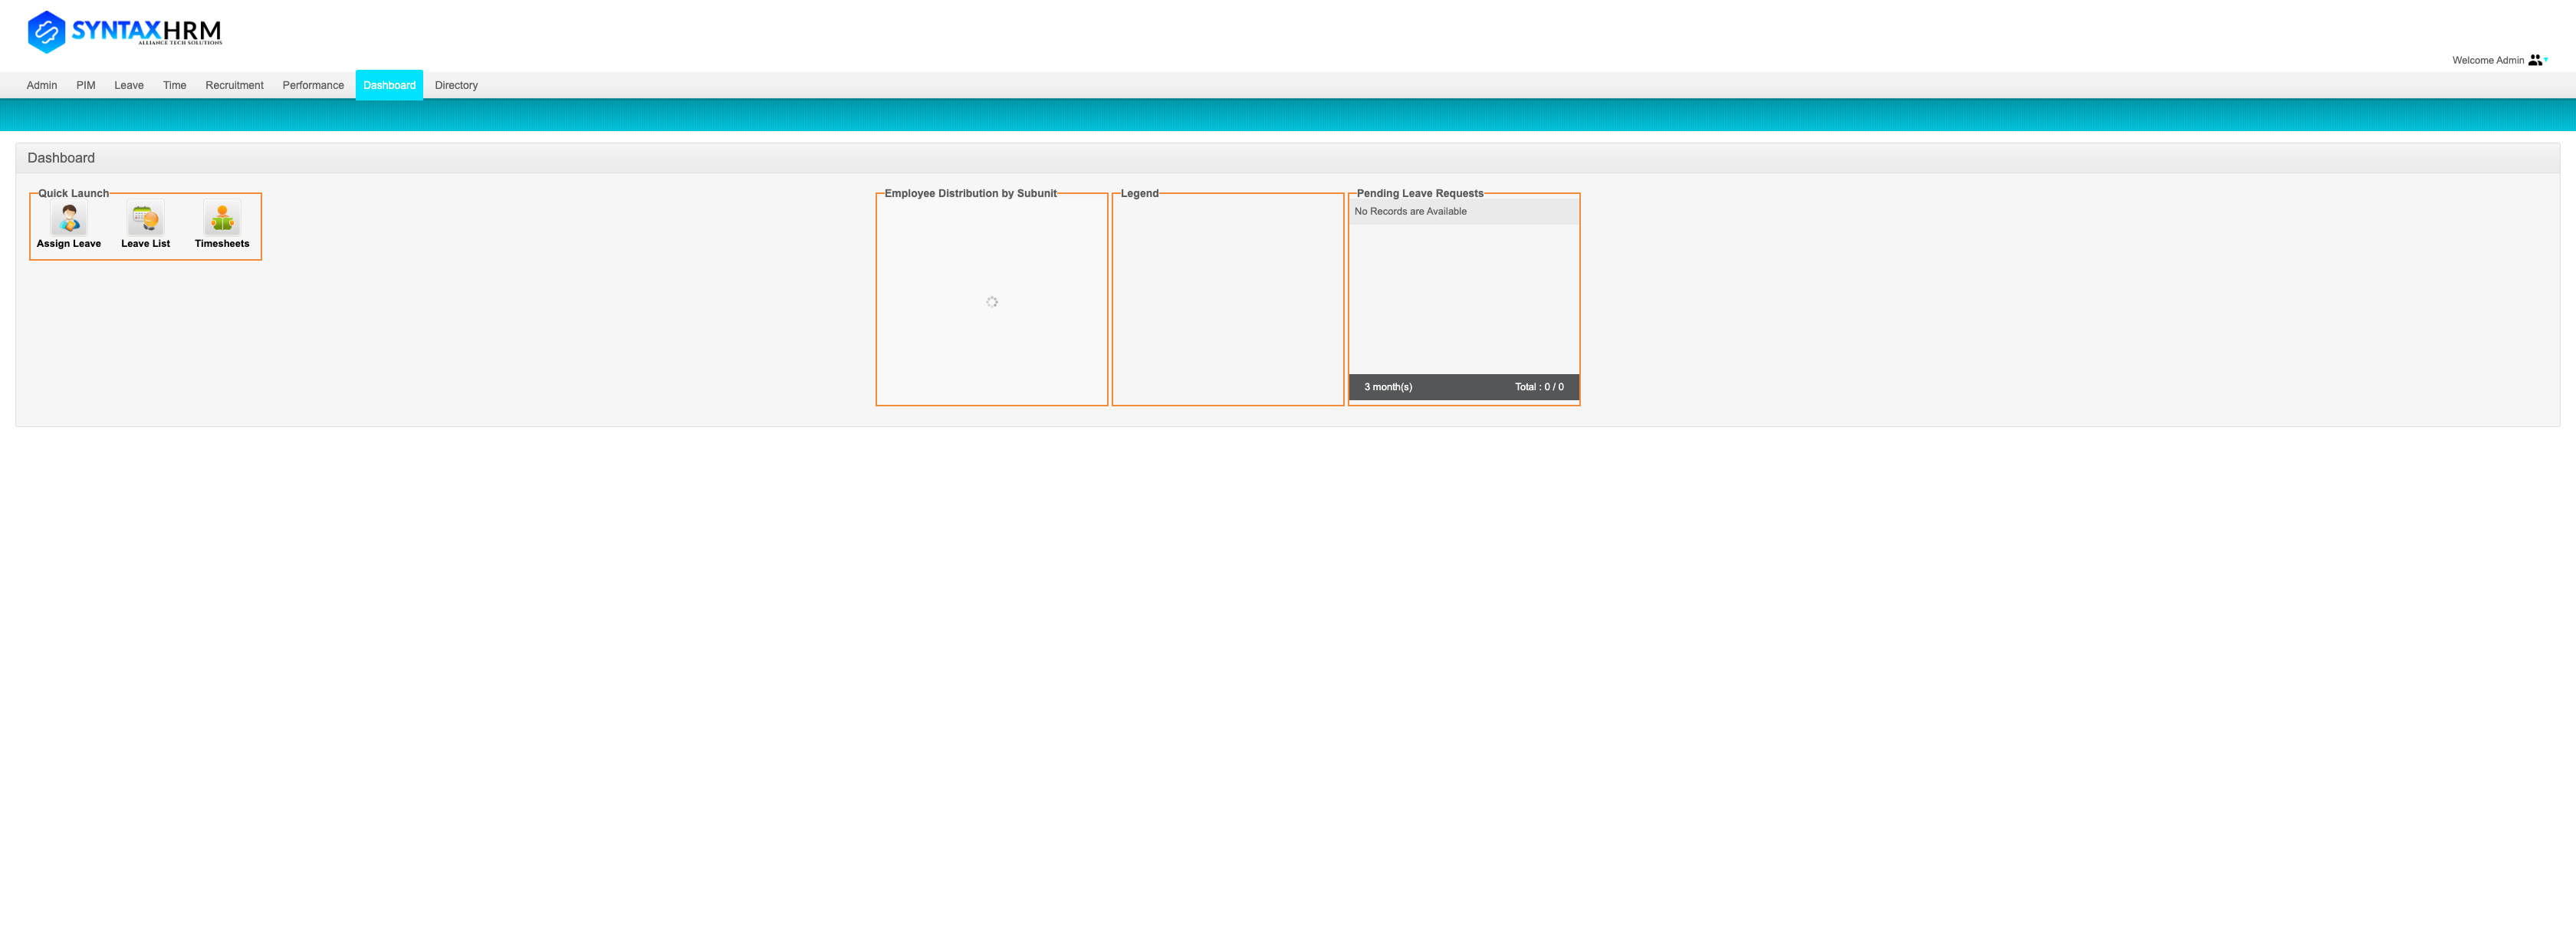 SYNTAXHRM
ALLIANCE TECH SOLUTIONS
Welcome Admin
Admin PIM Leave Time Recruitment Performance Dashboard Directory
Dashboard
Quick Launch
Assign Leave Leave List Timesheets
Employee Distribution by Subunit
Legend
Pending Leave Requests
No Records are Available
3 month(s) Total : 0 / 0